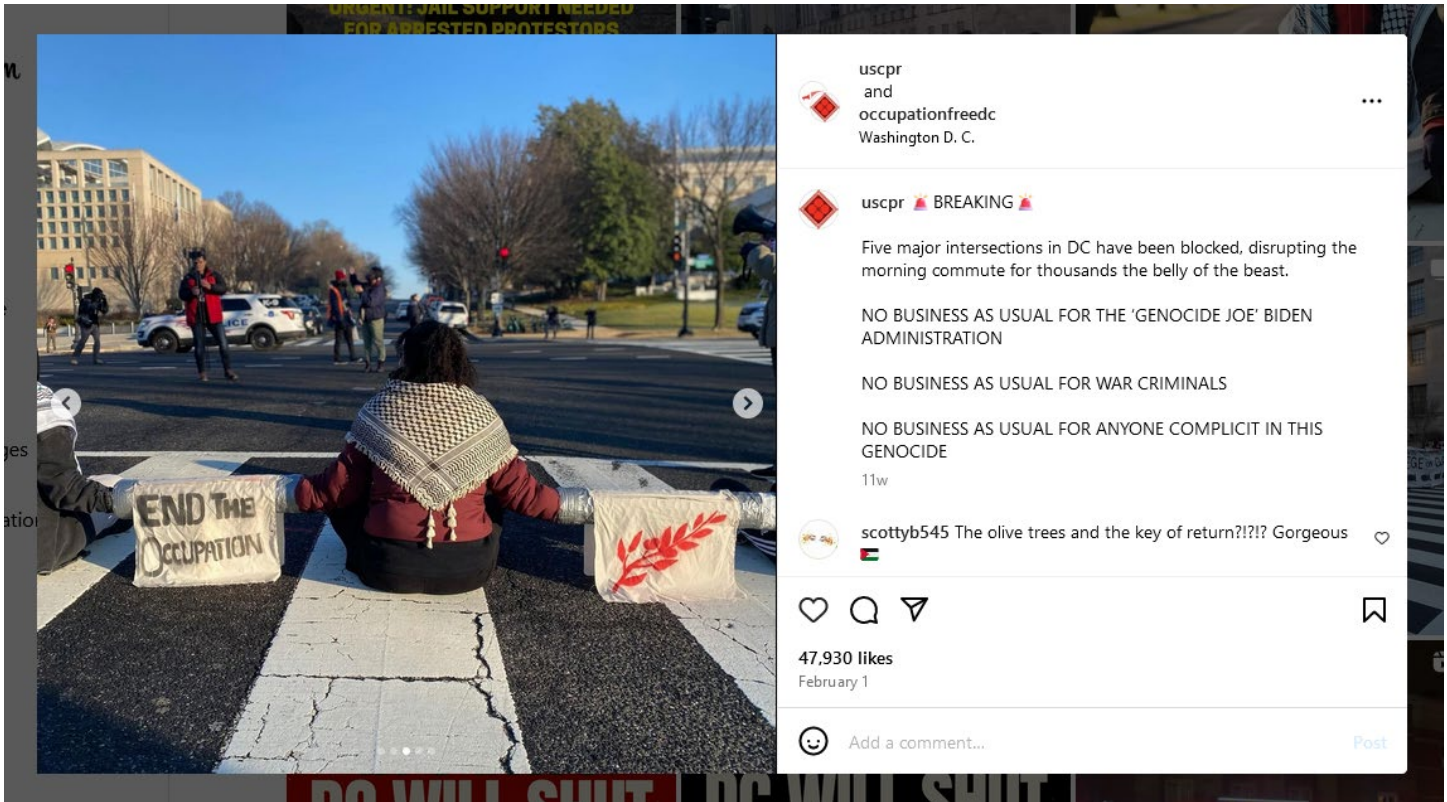 URGENT! JAIL SUPPORT NEEDED
FOR ARRESTED PROTESTORS
uscpr
and
occupationfreedc
Washington D. C.
uscpr 🚨 BREAKING 🚨
Five major intersections in DC have been blocked, disrupting the
morning commute for thousands the belly of the beast.
NO BUSINESS AS USUAL FOR THE ‘GENOCIDE JOE’ BIDEN
ADMINISTRATION
NO BUSINESS AS USUAL FOR WAR CRIMINALS
NO BUSINESS AS USUAL FOR ANYONE COMPLICIT IN THIS
GENOCIDE
11w
scottyb545 The olive trees and the key of return?!?!? Gorgeous
🇵🇸
47,930 likes
February 1
Add a comment...
Post
END THE
OCCUPATION
ICE
DC WILL SHUT
DC WILL SHUT